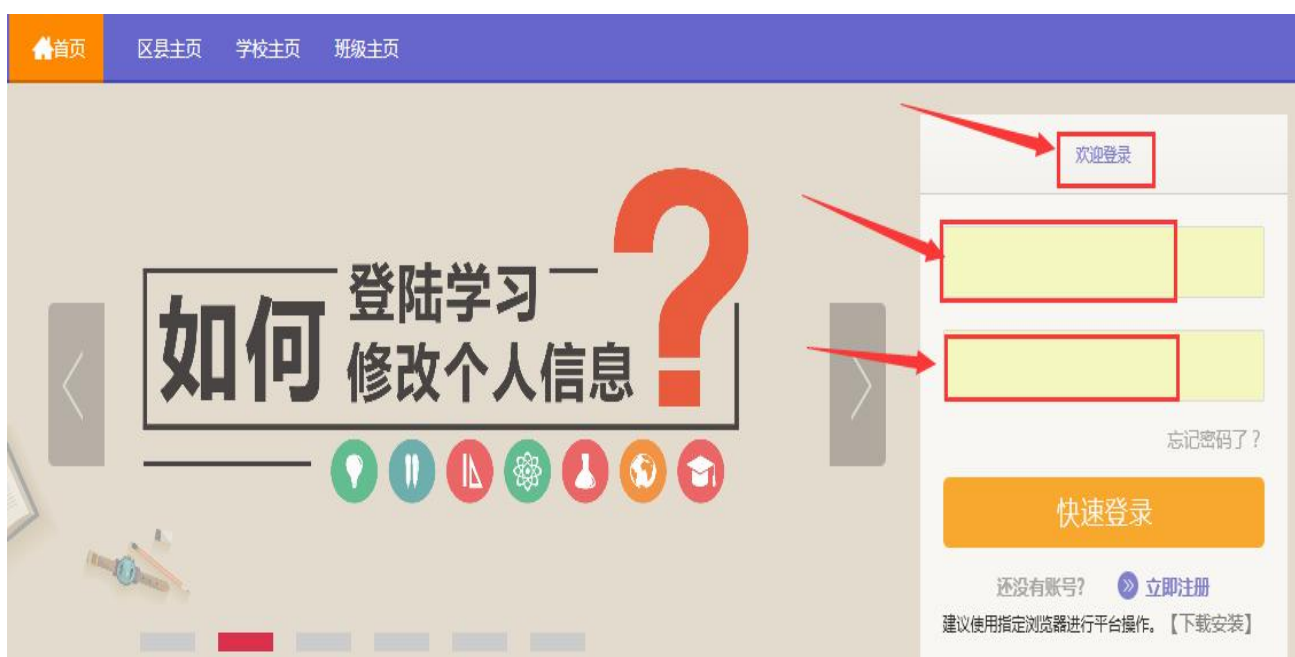 首页 区县主页 学校主页 班级主页
欢迎登录
如何
登陆学习
修改个人信息
?
忘记密码了?
快速登录
还没有账号? 立即注册
建议使用指定浏览器进行平台操作。【下载安装】